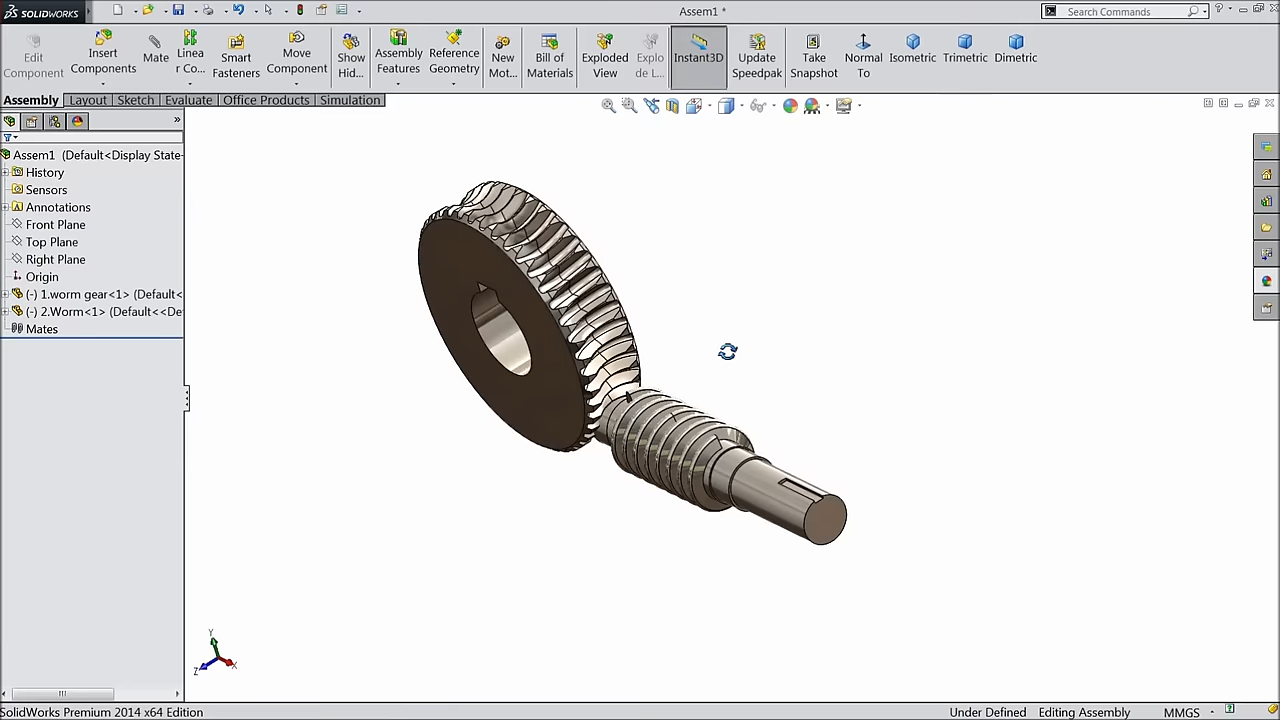 SOLIDWORKS
Assem1 *
Search Commands
Edit Component
Insert Components
Mate
Linea r Co...
Smart Fasteners
Move Component
Show Hid...
Assembly Features
Reference Geometry
New Mot...
Bill of Materials
Exploded View
Explo de L...
Instant3D
Update Speedpak
Take Snapshot
Normal To
Isometric
Trimetric
Dimetric
Assembly
Layout
Sketch
Evaluate
Office Products
Simulation
Assem1 (Default<Display State-
History
Sensors
Annotations
Front Plane
Top Plane
Right Plane
Origin
(-) 1.worm gear<1> (Default<
(-) 2.Worm<1> (Default<<De
Mates
Y
Z
X
SolidWorks Premium 2014 x64 Edition
Under Defined
Editing Assembly
MMGS